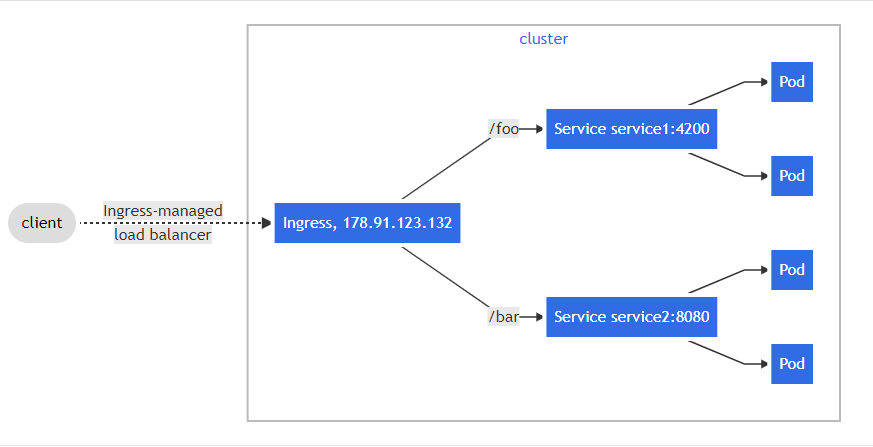 cluster
client
Ingress-managed
load balancer
Ingress, 178.91.123.132
/foo
Service service1:4200
Pod
Pod
/bar
Service service2:8080
Pod
Pod